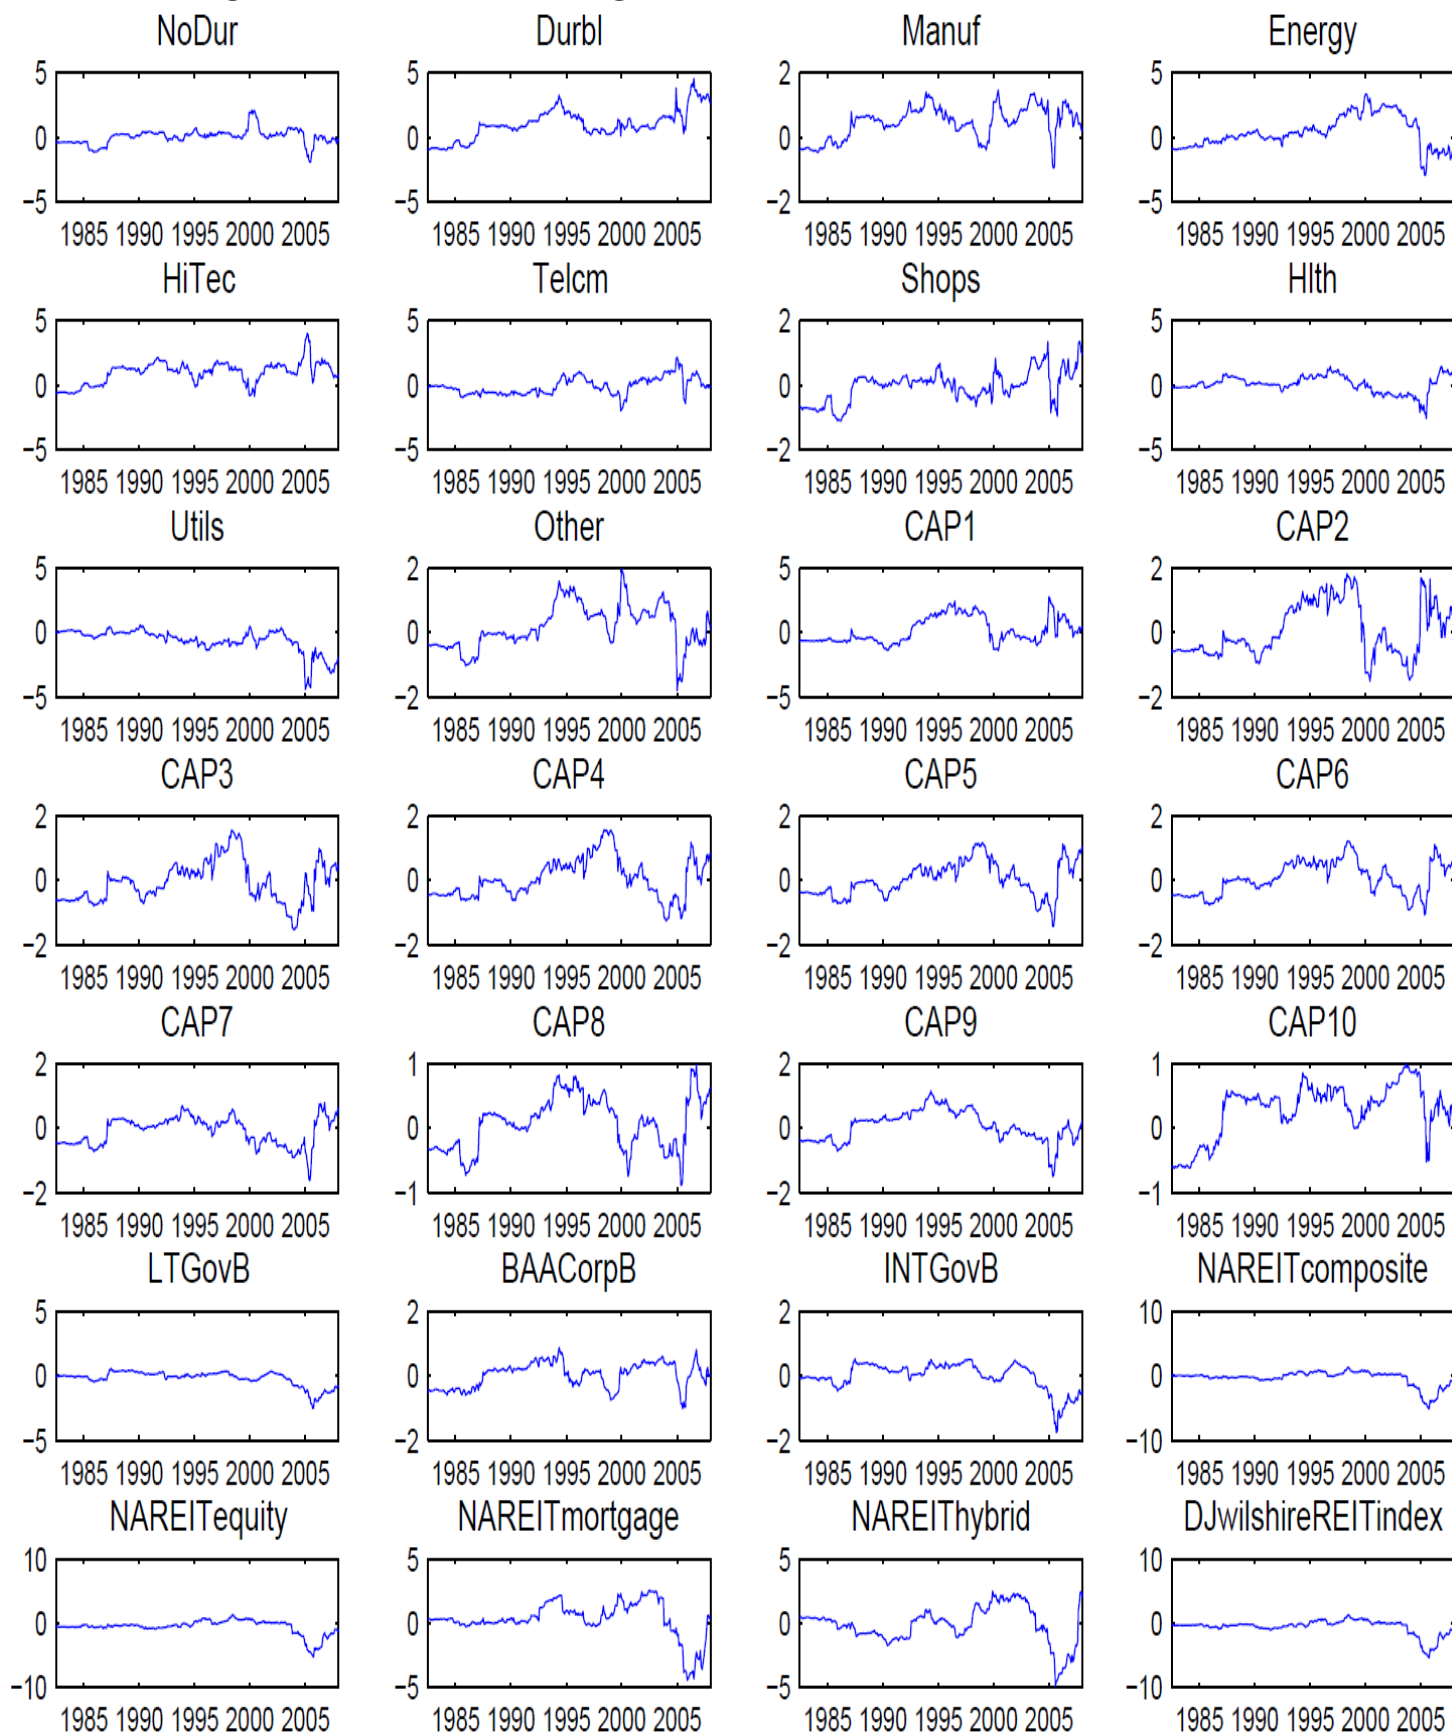 NoDur Durbl Manuf Energy
5 5 2 5
0 0 0 0
−5 −5 −2 −5
1985 1990 1995 2000 2005 1985 1990 1995 2000 2005 1985 1990 1995 2000 2005 1985 1990 1995 2000 2005
HiTec Telcm Shops Hlth
5 5 2 5
0 0 0 0
−5 −5 −2 −5
1985 1990 1995 2000 2005 1985 1990 1995 2000 2005 1985 1990 1995 2000 2005 1985 1990 1995 2000 2005
Utils Other CAP1 CAP2
5 2 5 2
0 0 0 0
−5 −2 −5 −2
1985 1990 1995 2000 2005 1985 1990 1995 2000 2005 1985 1990 1995 2000 2005 1985 1990 1995 2000 2005
CAP3 CAP4 CAP5 CAP6
2 2 2 2
0 0 0 0
−2 −2 −2 −2
1985 1990 1995 2000 2005 1985 1990 1995 2000 2005 1985 1990 1995 2000 2005 1985 1990 1995 2000 2005
CAP7 CAP8 CAP9 CAP10
2 1 2 1
0 0 0 0
−2 −1 −2 −1
1985 1990 1995 2000 2005 1985 1990 1995 2000 2005 1985 1990 1995 2000 2005 1985 1990 1995 2000 2005
LTGovB BAACorpB INTGovB NAREITcomposite
5 2 2 10
0 0 0 0
−5 −2 −2 −10
1985 1990 1995 2000 2005 1985 1990 1995 2000 2005 1985 1990 1995 2000 2005 1985 1990 1995 2000 2005
NAREITequity NAREITmortgage NAREIThybrid DJwilshireREITindex
10 5 5 10
0 0 0 0
−10 −5 −5 −10
1985 1990 1995 2000 2005 1985 1990 1995 2000 2005 1985 1990 1995 2000 2005 1985 1990 1995 2000 2005